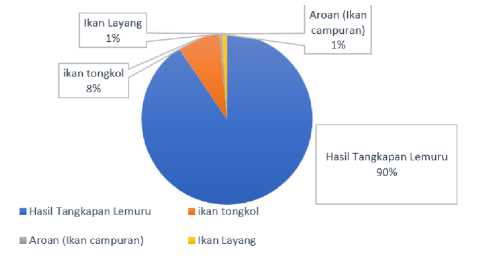 Ikan Layang
1%
Aroan (Ikan
campuran)
1%
ikan tongkol
8%
Hasil Tangkapan Lemuru
90%
Hasil Tangkapan Lemuru
ikan tongkol
Aroan (Ikan campuran)
Ikan Layang